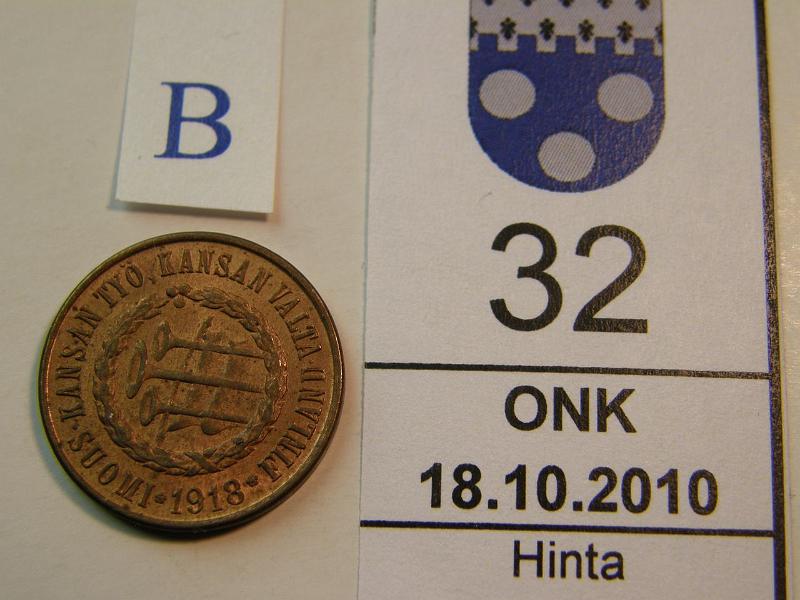 B
KANSAN TYÖ, KANSAN VALTA
SUOMI * 1918 * FINLAND
32
ONK
18.10.2010
Hinta